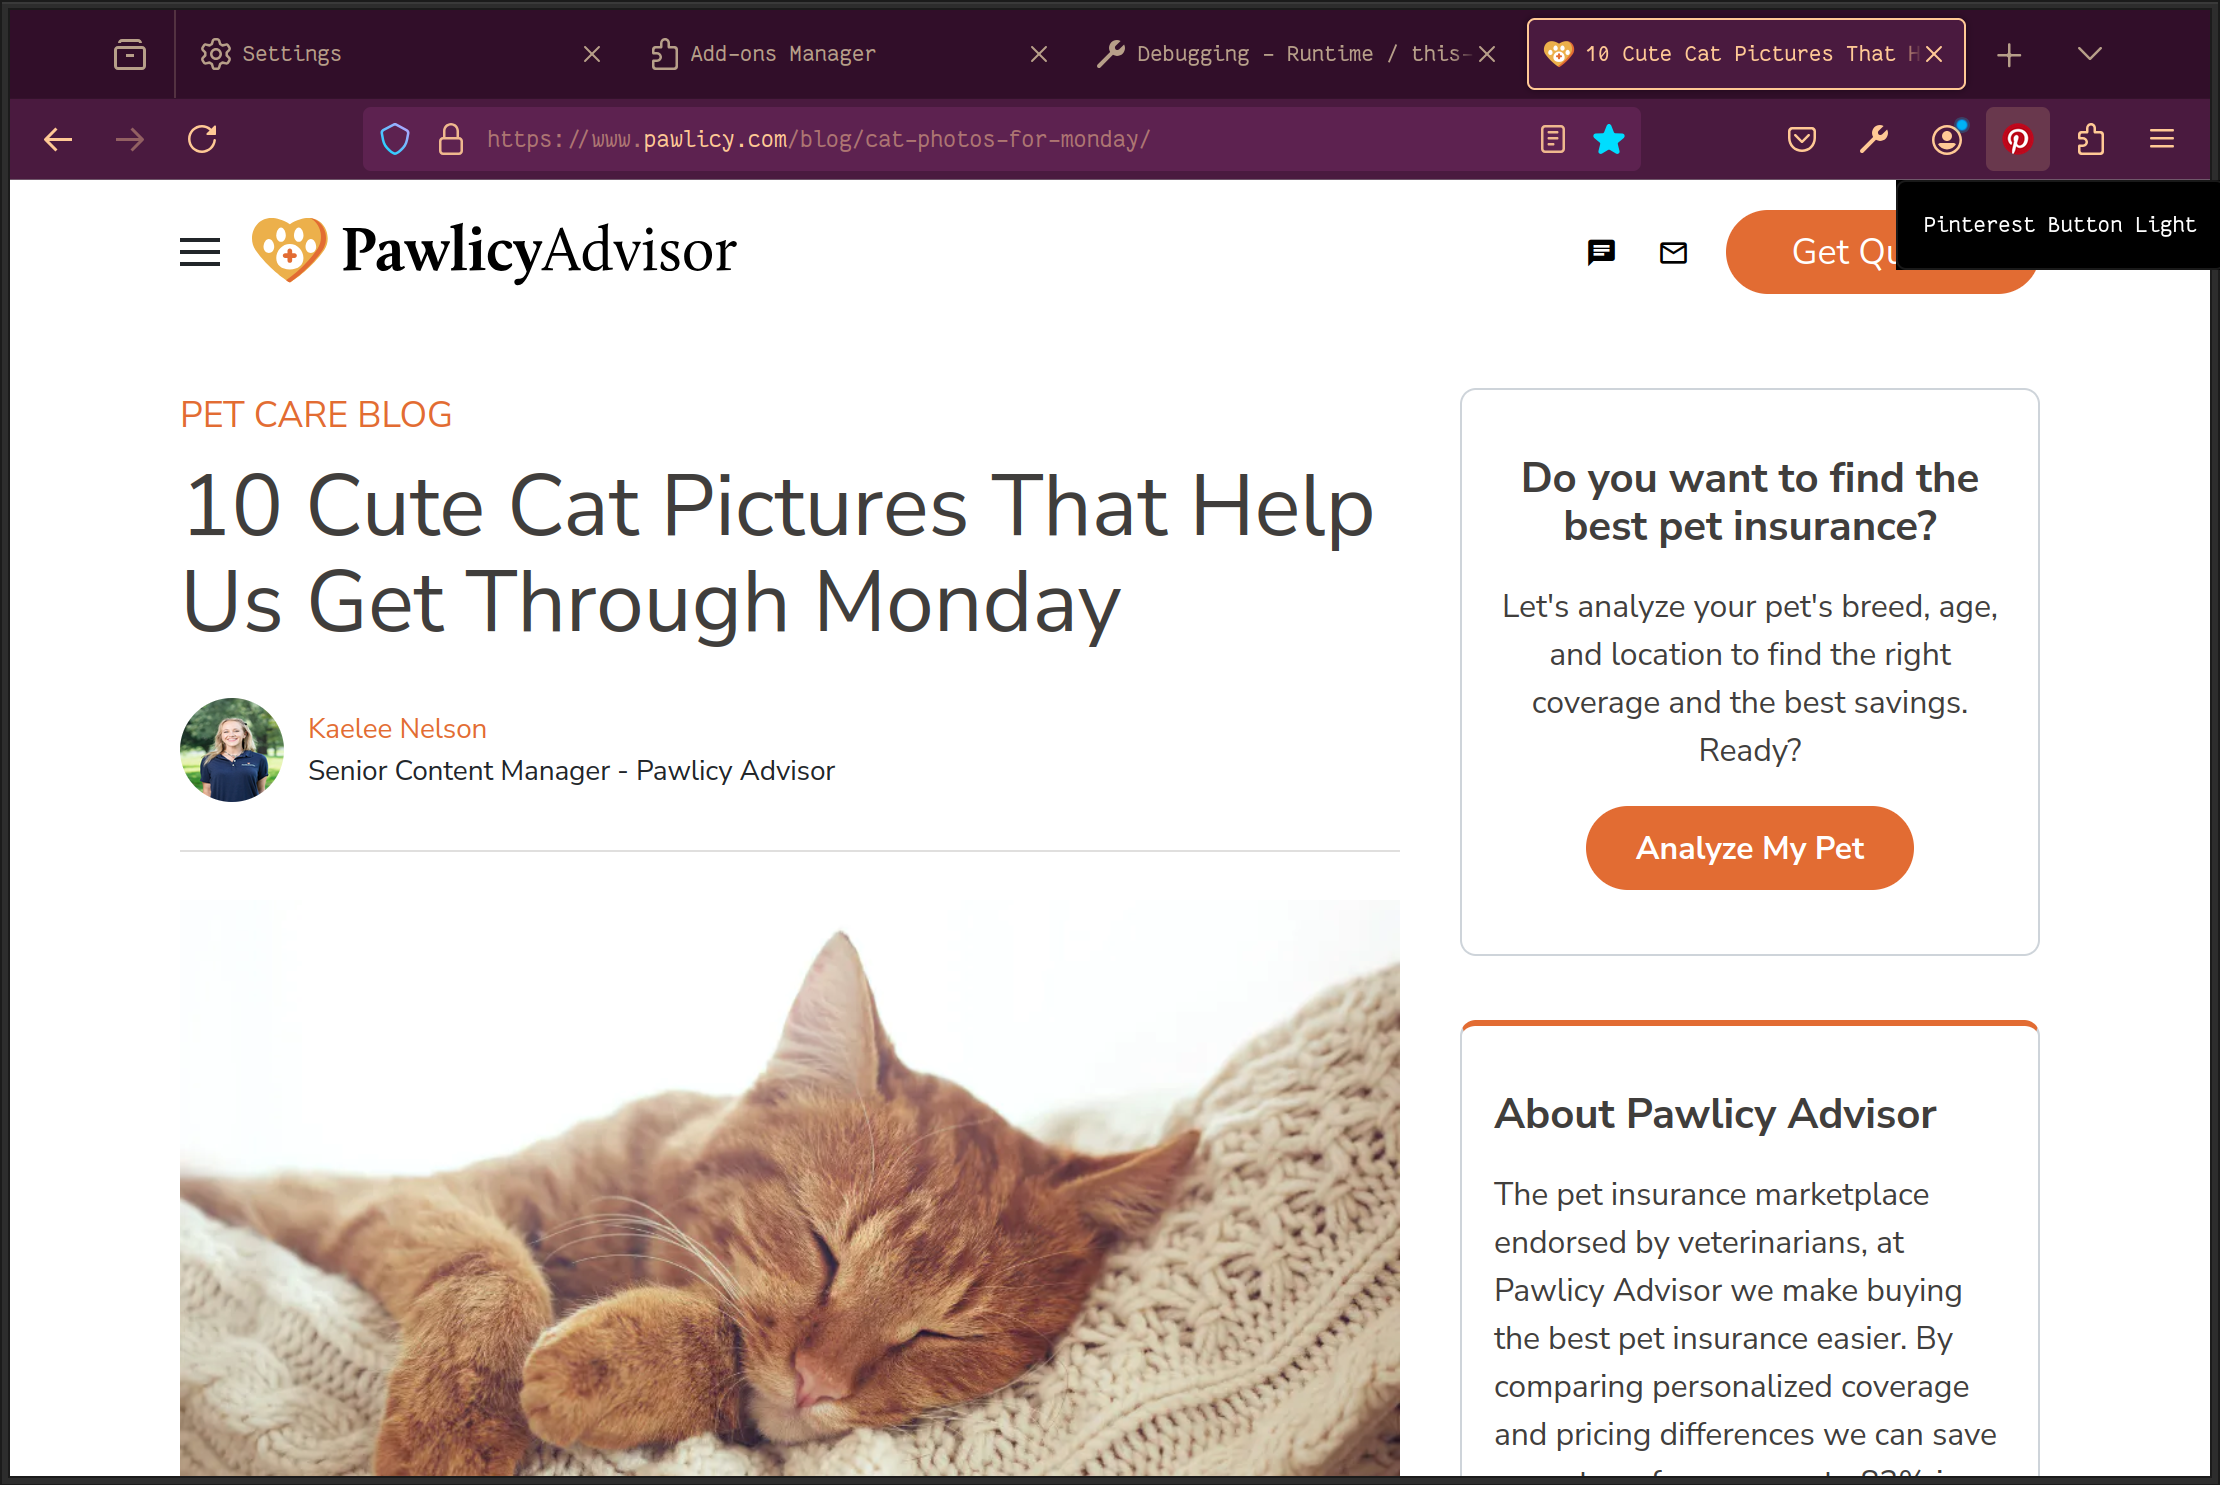 Settings
Add-ons Manager
Debugging - Runtime / this-
10 Cute Cat Pictures That H
https://www.pawlicy.com/blog/cat-photos-for-monday/
Pinterest Button Light
PawlicyAdvisor
Get Qu
PET CARE BLOG
10 Cute Cat Pictures That Help
Us Get Through Monday
Kaelee Nelson
Senior Content Manager - Pawlicy Advisor
Do you want to find the
best pet insurance?
Let's analyze your pet's breed, age,
and location to find the right
coverage and the best savings.
Ready?
Analyze My Pet
About Pawlicy Advisor
The pet insurance marketplace
endorsed by veterinarians, at
Pawlicy Advisor we make buying
the best pet insurance easier. By
comparing personalized coverage
and pricing differences we can save